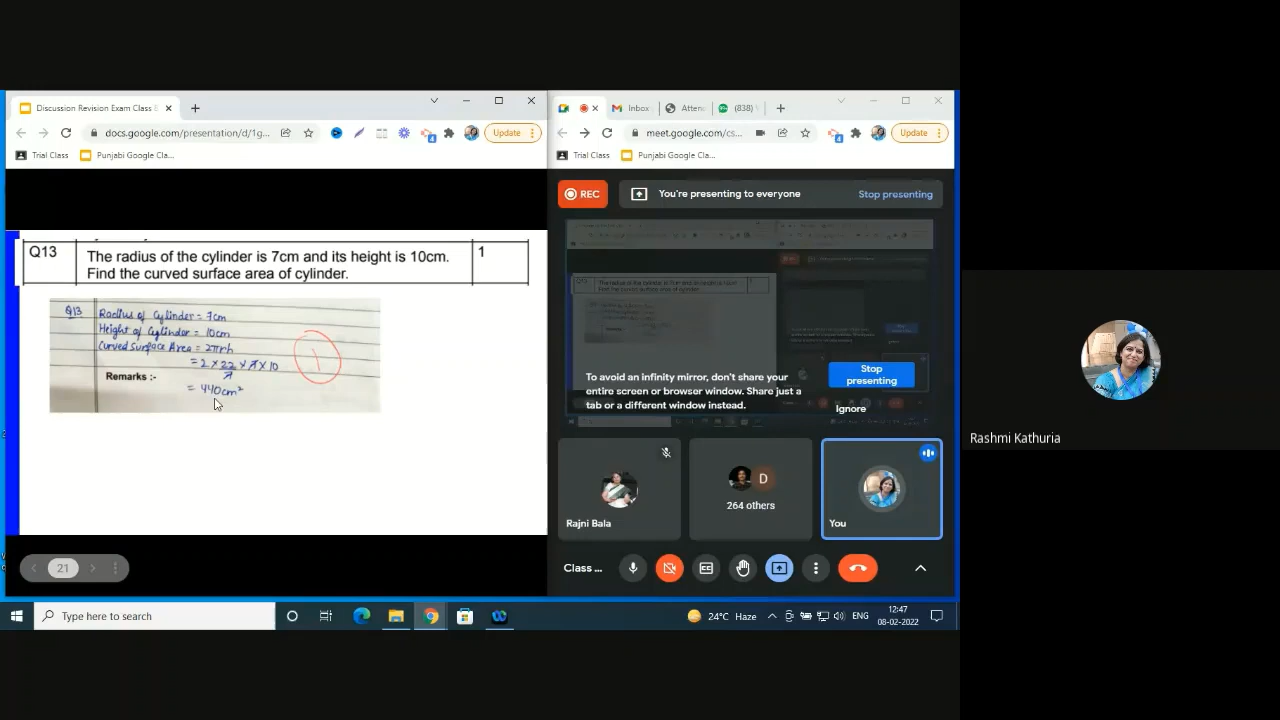 Discussion Revision Exam Class E
Update
docs.google.com/presentation/d/1g...
Trial Class
Punjabi Google Cla...
Q13
The radius of the cylinder is 7cm and its height is 10cm.
Find the curved surface area of cylinder.
1
Q13
Radius of Cylinder = 7cm
Height of Cylinder = 10cm
Curved Surface Area = 2πrh
= 2 × 22/7 × 7 × 10
Remarks :-
= 440cm²
1
21
Inbox
Attend
(838)
meet.google.com/cs...
Update
Trial Class
Punjabi Google Cla...
REC
You're presenting to everyone
Stop presenting
To avoid an infinity mirror, don't share your
entire screen or browser window. Share just a
tab or a different window instead.
Stop
presenting
Ignore
Rajni Bala
D
264 others
You
Class ...
Type here to search
24°C Haze
ENG
12:47
08-02-2022
Rashmi Kathuria